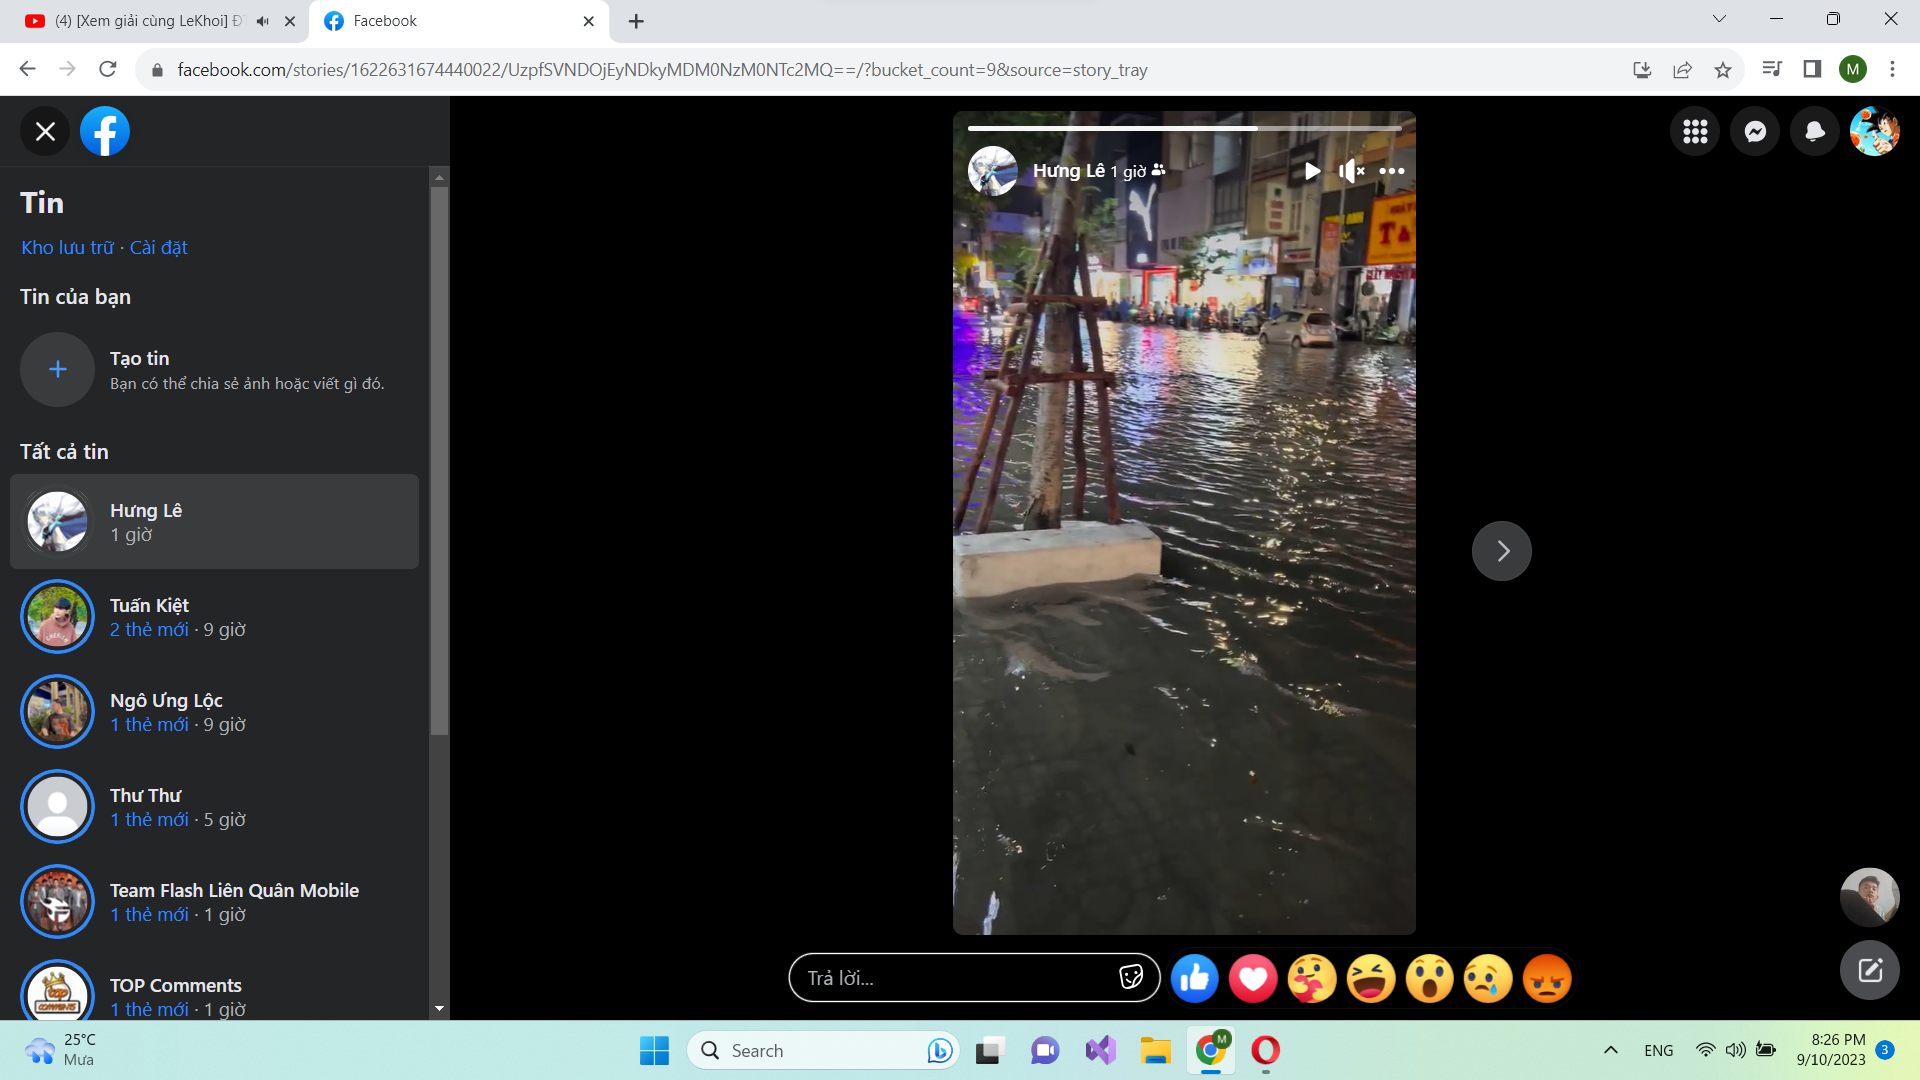 (4) [Xem giải cùng LeKhoi] Đ
Facebook
facebook.com/stories/1622631674440022/UzpfSVNDOjEyNDkyMDM0NzM0NTc2MQ==/?bucket_count=9&source=story_tray
M
Tin
Kho lưu trữ · Cài đặt
Tin của bạn
Tạo tin
Bạn có thể chia sẻ ảnh hoặc viết gì đó.
Tất cả tin
Hưng Lê
1 giờ
Tuấn Kiệt
2 thẻ mới · 9 giờ
Ngô Ưng Lộc
1 thẻ mới · 9 giờ
Thư Thư
1 thẻ mới · 5 giờ
Team Flash Liên Quân Mobile
1 thẻ mới · 1 giờ
TOP Comments
1 thẻ mới · 1 giờ
Hưng Lê 1 giờ
Trả lời...
25°C
Mưa
Search
M
ENG
8:26 PM
9/10/2023
3